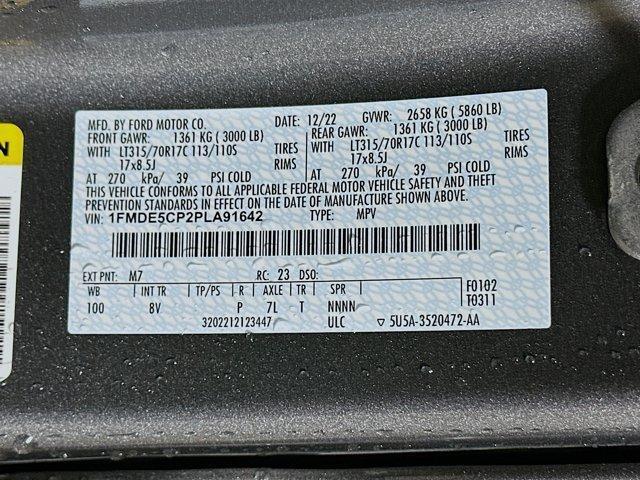 N
MFD. BY FORD MOTOR CO. DATE: 12/22 GVWR: 2658 KG ( 5860 LB)
FRONT GAWR: 1361 KG ( 3000 LB) REAR GAWR: 1361 KG ( 3000 LB)
WITH LT315/70R17C 113/110S TIRES WITH LT315/70R17C 113/110S TIRES
17x8.5J RIMS 17x8.5J RIMS
AT 270 kPa/ 39 PSI COLD AT 270 kPa/ 39 PSI COLD
THIS VEHICLE CONFORMS TO ALL APPLICABLE FEDERAL MOTOR VEHICLE SAFETY AND THEFT
PREVENTION STANDARDS IN EFFECT ON THE DATE OF MANUFACTURE SHOWN ABOVE.
VIN: 1FMDE5CP2PLA91642 TYPE: MPV
EXT PNT: M7 RC: 23 DSO: F0102
WB INT TR TP/PS R AXLE TR SPR T0311
100 8V P 7L T NNNN
3202212123447 ULC ▽ 5U5A-3520472-AA